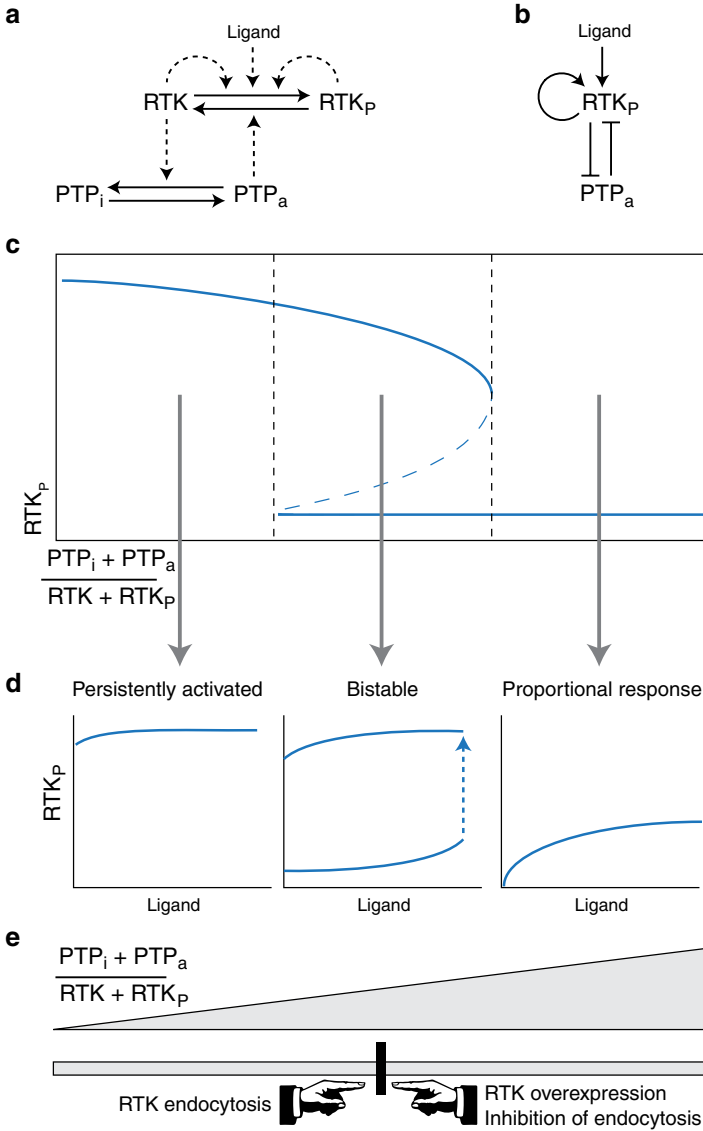 a
Ligand
RTK
RTKP
PTPi
PTPa
b
Ligand
RTKP
PTPa
c
RTKP
PTPi + PTPa
RTK + RTKP
d
Persistently activated
Bistable
Proportional response
RTKP
Ligand
Ligand
Ligand
e
PTPi + PTPa
RTK + RTKP
RTK endocytosis
RTK overexpression
Inhibition of endocytosis